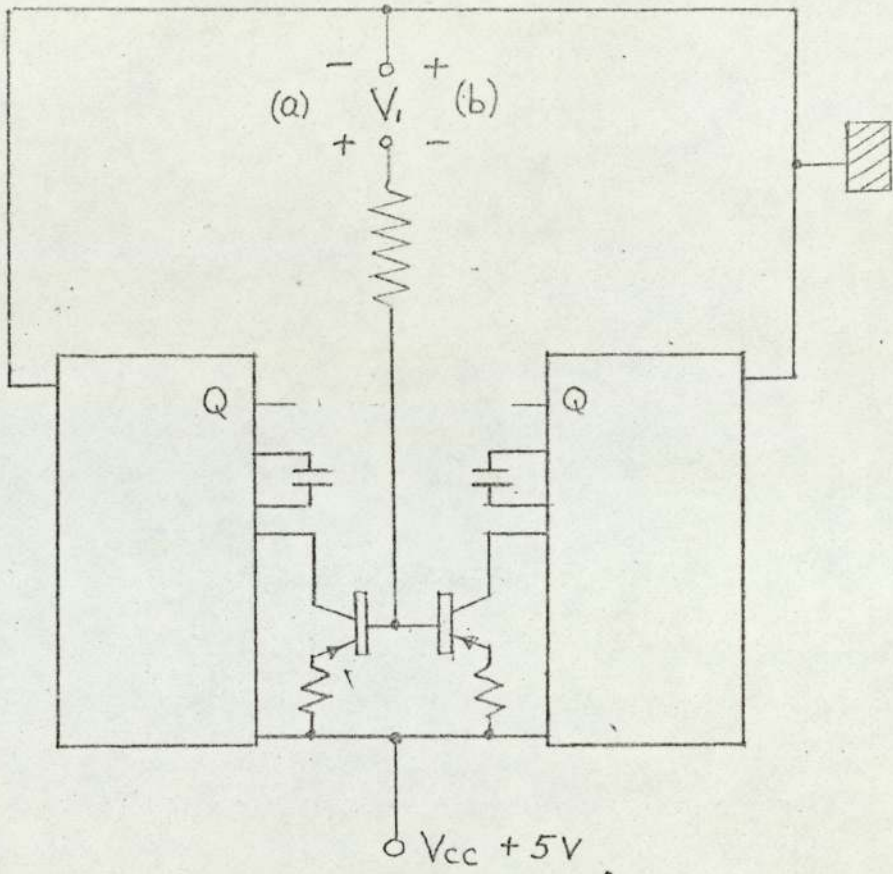 - +
(a) V₁ (b)
+ -
Q Q
Vcc +5V